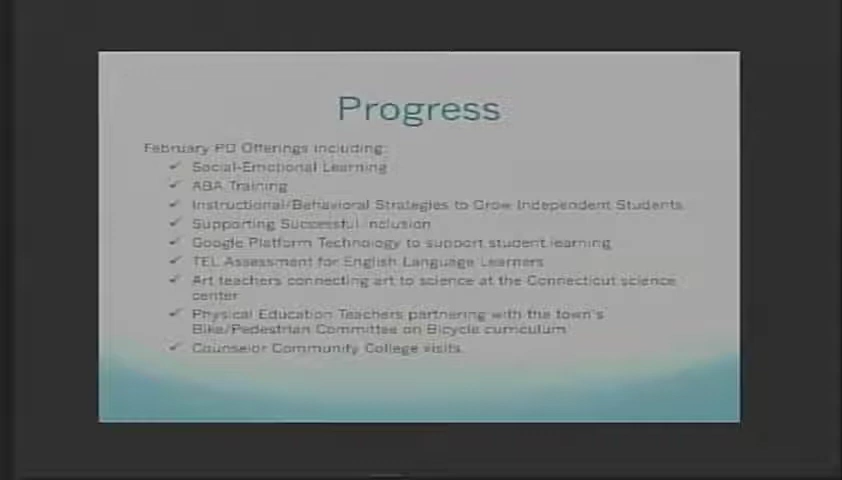 Progress
February PD Offerings including:
✓ Social-Emotional Learning
✓ ABA Training
✓ Instructional/Behavioral Strategies to Grow Independent Students
✓ Supporting Successful Inclusion
✓ Google Platform Technology to support student learning
✓ TEL Assessment for English Language Learners
✓ Art teachers connecting art to science at the Connecticut science
center
✓ Physical Education Teachers partnering with the town's
Bike/Pedestrian Committee on Bicycle curriculum
✓ Counselor Community College visits